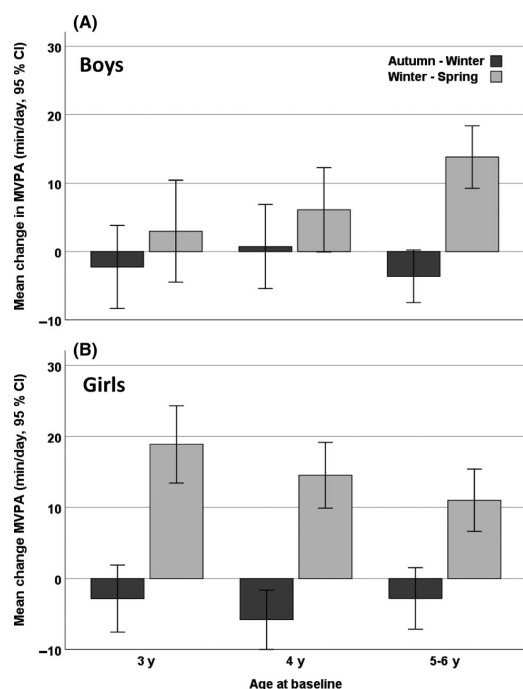 (A)
Boys
Autumn - Winter
Winter - Spring
Mean change in MVPA (min/day, 95 % CI)
30
20
10
0
–10
(B)
Girls
Mean change MVPA (min/day, 95 % CI)
30
20
10
0
–10
3 y
4 y
5-6 y
Age at baseline